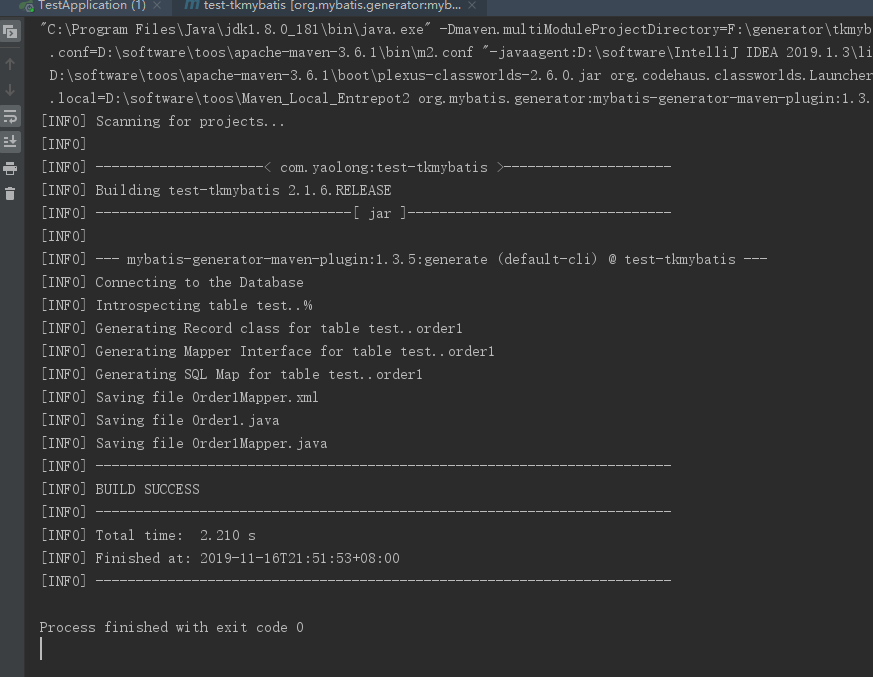 TestApplication (1) × test-tkmybatis [org.mybatis.generator:myb... ×
"C:\Program Files\Java\jdk1.8.0_181\bin\java.exe" -Dmaven.multiModuleProjectDirectory=F:\generator\tkmyb
.conf=D:\software\toos\apache-maven-3.6.1\bin\m2.conf "-javaagent:D:\software\IntelliJ IDEA 2019.1.3\li
D:\software\toos\apache-maven-3.6.1\boot\plexus-classworlds-2.6.0.jar org.codehaus.classworlds.Launcher
.local=D:\software\toos\Maven_Local_Entrepot2 org.mybatis.generator:mybatis-generator-maven-plugin:1.3.
[INFO] Scanning for projects...
[INFO]
[INFO] ---------------------< com.yaolong:test-tkmybatis >---------------------
[INFO] Building test-tkmybatis 2.1.6.RELEASE
[INFO] --------------------------------[ jar ]---------------------------------
[INFO]
[INFO] --- mybatis-generator-maven-plugin:1.3.5:generate (default-cli) @ test-tkmybatis ---
[INFO] Connecting to the Database
[INFO] Introspecting table test..%
[INFO] Generating Record class for table test..order1
[INFO] Generating Mapper Interface for table test..order1
[INFO] Generating SQL Map for table test..order1
[INFO] Saving file Order1Mapper.xml
[INFO] Saving file Order1.java
[INFO] Saving file Order1Mapper.java
[INFO] ------------------------------------------------------------------------
[INFO] BUILD SUCCESS
[INFO] ------------------------------------------------------------------------
[INFO] Total time:  2.210 s
[INFO] Finished at: 2019-11-16T21:51:53+08:00
[INFO] ------------------------------------------------------------------------
Process finished with exit code 0